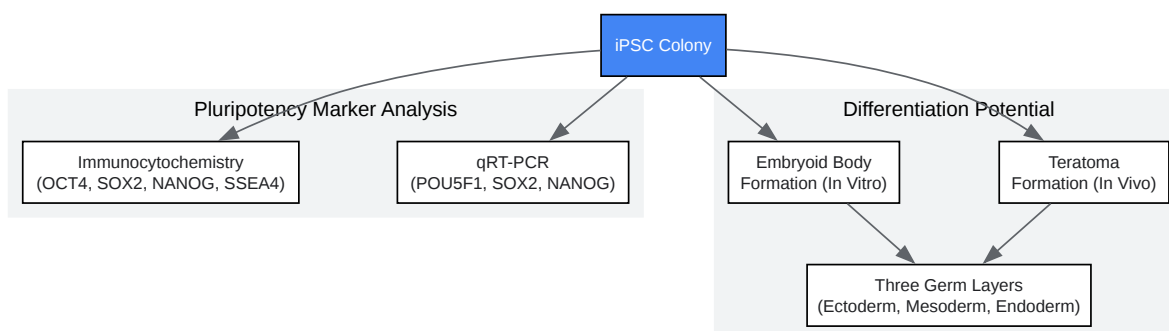 iPSC Colony
Pluripotency Marker Analysis
Differentiation Potential
Immunocytochemistry
(OCT4, SOX2, NANOG, SSEA4)
qRT-PCR
(POU5F1, SOX2, NANOG)
Embryoid Body
Formation (In Vitro)
Teratoma
Formation (In Vivo)
Three Germ Layers
(Ectoderm, Mesoderm, Endoderm)